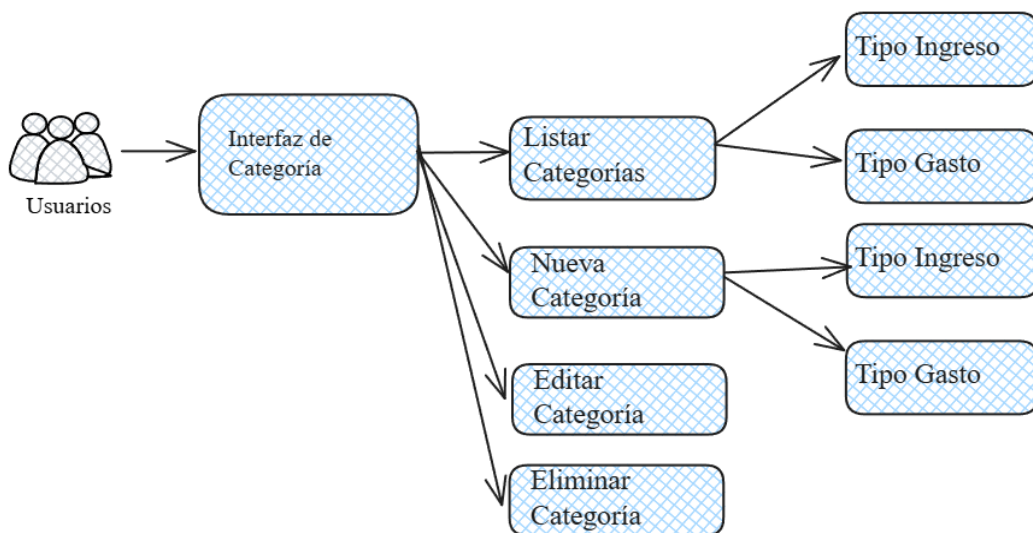 Usuarios
Interfaz de
Categoría
Listar
Categorías
Tipo Ingreso
Tipo Gasto
Nueva
Categoría
Tipo Ingreso
Tipo Gasto
Editar
Categoría
Eliminar
Categoría